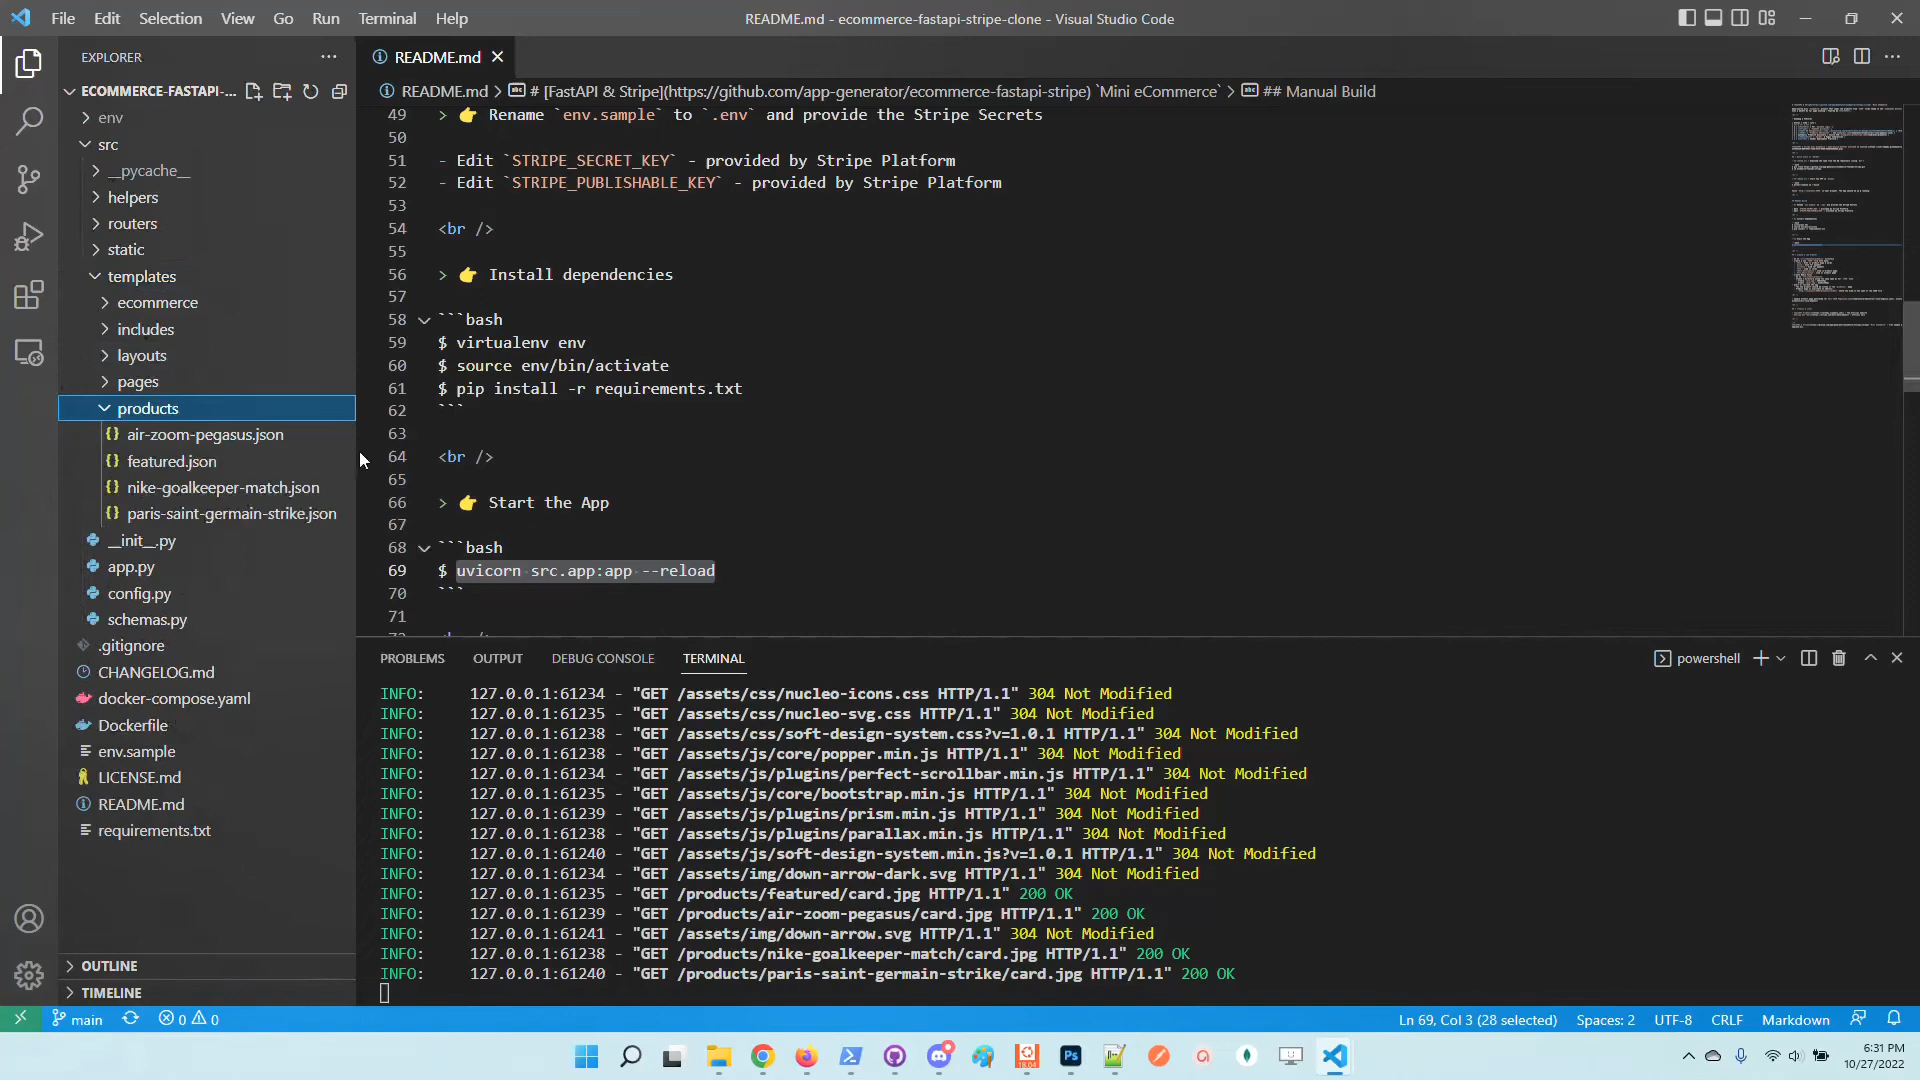 File Edit Selection View Go Run Terminal Help
README.md - ecommerce-fastapi-stripe-clone - Visual Studio Code
EXPLORER
ECOMMERCE-FASTAPI-...
env
src
__pycache__
helpers
routers
static
templates
ecommerce
includes
layouts
pages
products
air-zoom-pegasus.json
featured.json
nike-goalkeeper-match.json
paris-saint-germain-strike.json
__init__.py
app.py
config.py
schemas.py
.gitignore
CHANGELOG.md
docker-compose.yaml
Dockerfile
env.sample
LICENSE.md
README.md
requirements.txt
OUTLINE
TIMELINE
README.md
README.md > # [FastAPI & Stripe](https://github.com/app-generator/ecommerce-fastapi-stripe) `Mini eCommerce` > ## Manual Build
49 > 👉 Rename `env.sample` to `.env` and provide the Stripe Secrets
50
51 - Edit `STRIPE_SECRET_KEY` - provided by Stripe Platform
52 - Edit `STRIPE_PUBLISHABLE_KEY` - provided by Stripe Platform
53
54 <br />
55
56 > 👉 Install dependencies
57
58 ```bash
59 $ virtualenv env
60 $ source env/bin/activate
61 $ pip install -r requirements.txt
62 ```
63
64 <br />
65
66 > 👉 Start the App
67
68 ```bash
69 $ uvicorn src.app:app --reload
70 ```
71
PROBLEMS OUTPUT DEBUG CONSOLE TERMINAL
powershell
INFO: 127.0.0.1:61234 - "GET /assets/css/nucleo-icons.css HTTP/1.1" 304 Not Modified
INFO: 127.0.0.1:61235 - "GET /assets/css/nucleo-svg.css HTTP/1.1" 304 Not Modified
INFO: 127.0.0.1:61238 - "GET /assets/css/soft-design-system.css?v=1.0.1 HTTP/1.1" 304 Not Modified
INFO: 127.0.0.1:61238 - "GET /assets/js/core/popper.min.js HTTP/1.1" 304 Not Modified
INFO: 127.0.0.1:61234 - "GET /assets/js/plugins/perfect-scrollbar.min.js HTTP/1.1" 304 Not Modified
INFO: 127.0.0.1:61235 - "GET /assets/js/core/bootstrap.min.js HTTP/1.1" 304 Not Modified
INFO: 127.0.0.1:61239 - "GET /assets/js/plugins/prism.min.js HTTP/1.1" 304 Not Modified
INFO: 127.0.0.1:61238 - "GET /assets/js/plugins/parallax.min.js HTTP/1.1" 304 Not Modified
INFO: 127.0.0.1:61240 - "GET /assets/js/soft-design-system.min.js?v=1.0.1 HTTP/1.1" 304 Not Modified
INFO: 127.0.0.1:61234 - "GET /assets/img/down-arrow-dark.svg HTTP/1.1" 304 Not Modified
INFO: 127.0.0.1:61235 - "GET /products/featured/card.jpg HTTP/1.1" 200 OK
INFO: 127.0.0.1:61239 - "GET /products/air-zoom-pegasus/card.jpg HTTP/1.1" 200 OK
INFO: 127.0.0.1:61241 - "GET /assets/img/down-arrow.svg HTTP/1.1" 304 Not Modified
INFO: 127.0.0.1:61238 - "GET /products/nike-goalkeeper-match/card.jpg HTTP/1.1" 200 OK
INFO: 127.0.0.1:61240 - "GET /products/paris-saint-germain-strike/card.jpg HTTP/1.1" 200 OK
main 0 0
Ln 69, Col 3 (28 selected) Spaces: 2 UTF-8 CRLF Markdown
18.04
Ps
6:31 PM
10/27/2022